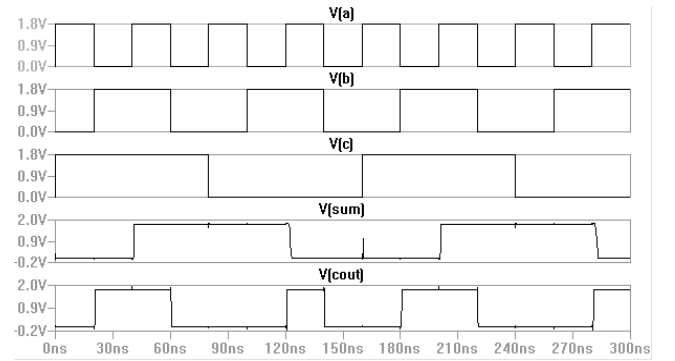 V(a)
1.8V
0.9V
0.0V
V(b)
1.8V
0.9V
0.0V
V(c)
1.8V
0.9V
0.0V
V(sum)
2.0V
0.9V
-0.2V
V(cout)
2.0V
0.9V
-0.2V
0ns 30ns 60ns 90ns 120ns 150ns 180ns 210ns 240ns 270ns 300ns